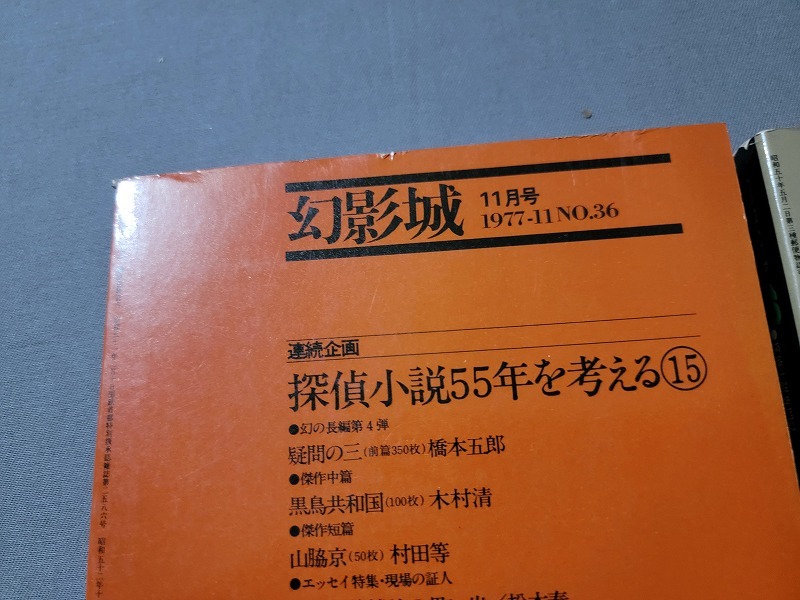 幻影城
11月号
1977-11 NO.36
連続企画
探偵小説55年を考える⑮
●幻の長編第4弾
疑問の三(前篇350枚)橋本五郎
●傑作中篇
黒鳥共和国(100枚)木村清
●傑作短篇
山脇京(50枚)村田等
●エッセイ特集・現場の証人